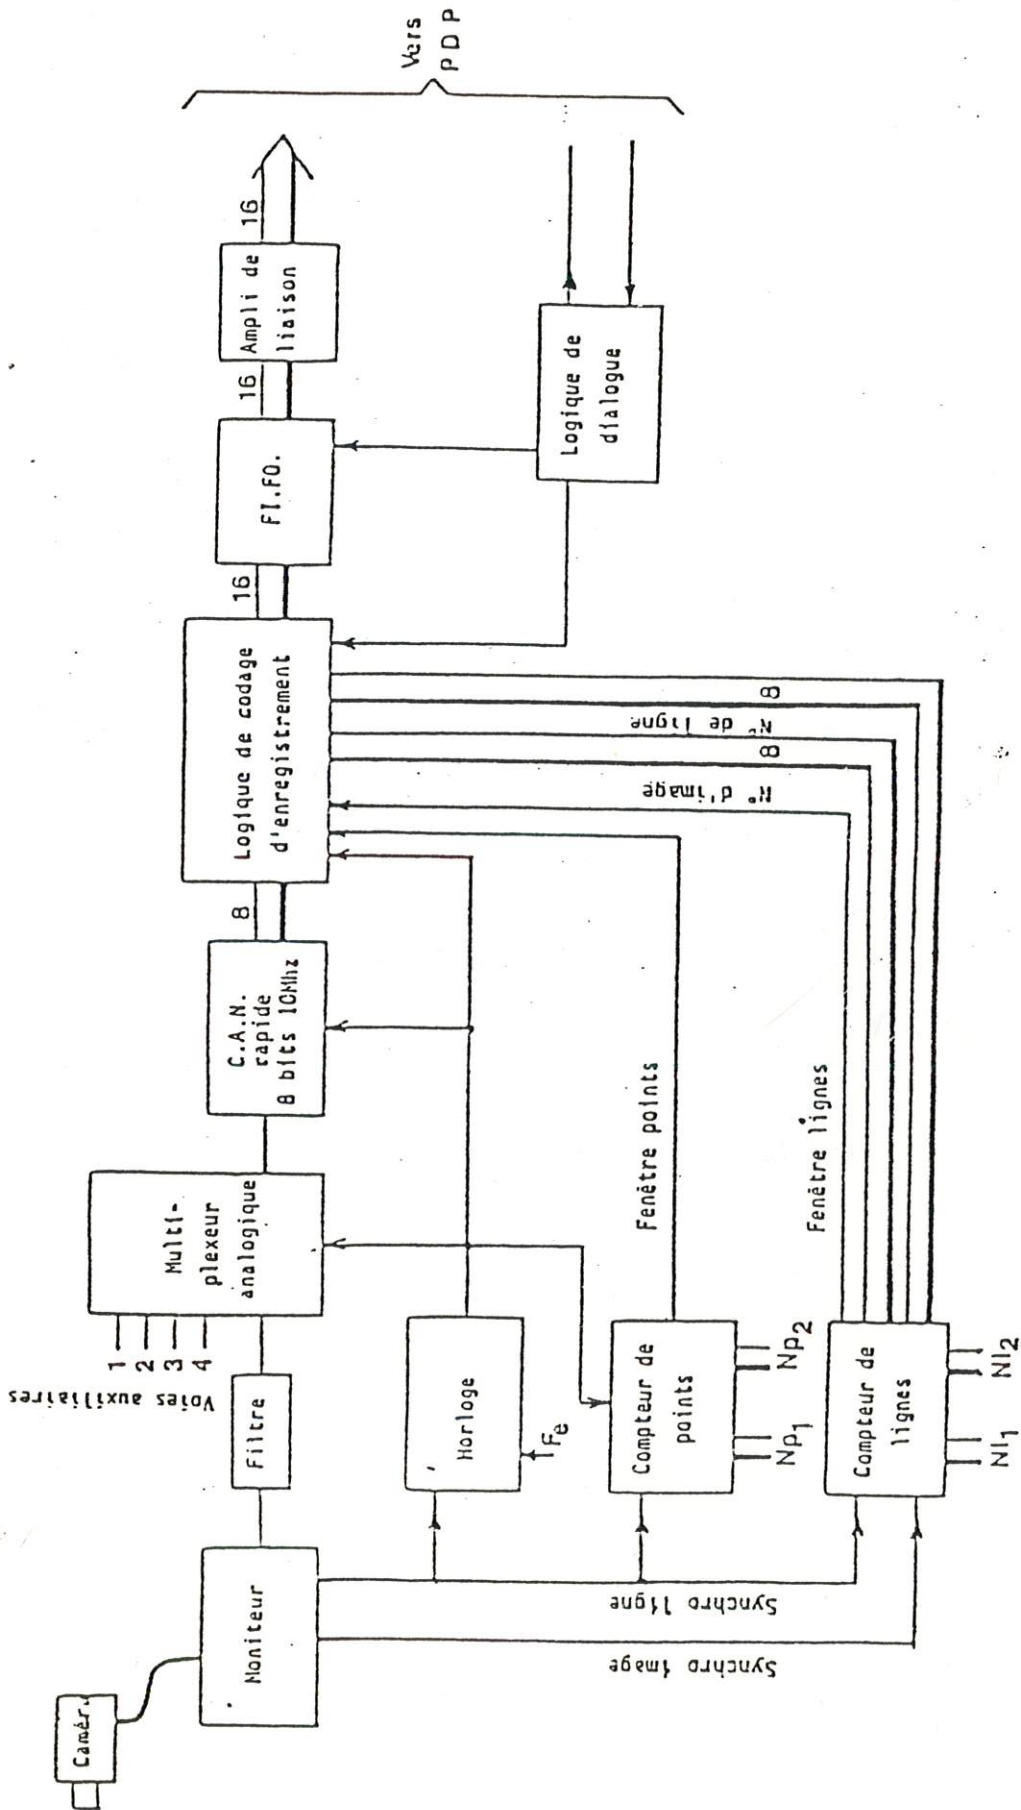 Camér.
Moniteur
Synchro ligne
Synchro image
Filtre
Voies auxiliaires
1
2
3
4
Multi-
plexeur
analogique
C.A.N.
rapide
8 bits 10Mhz
8
Logique de codage
d'enregistrement
16
FI.FO.
16
Ampli de
liaison
16
Vers
PDP
Horloge
Fe
Compteur de
points
Np1
Np2
Fenêtre points
Compteur de
lignes
Nl1
Nl2
Fenêtre lignes
N° d'image
8
N° de ligne
8
Logique de
dialogue